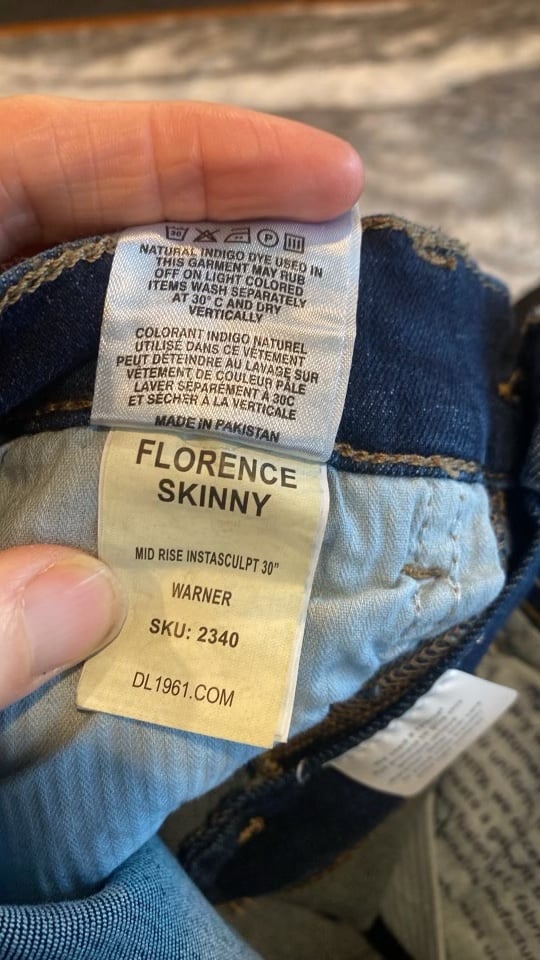 30 P
NATURAL INDIGO DYE USED IN
THIS GARMENT MAY RUB
OFF ON LIGHT COLORED
ITEMS WASH SEPARATELY
AT 30° C AND DRY
VERTICALLY
COLORANT INDIGO NATUREL
UTILISÉ DANS CE VÊTEMENT
PEUT DÉTEINDRE AU LAVAGE SUR
VÊTEMENT DE COULEUR PÂLE
LAVER SÉPARÉMENT À 30C
ET SÉCHER À LA VERTICALE
MADE IN PAKISTAN
FLORENCE
SKINNY
MID RISE INSTASCULPT 30"
WARNER
SKU: 2340
DL1961.COM